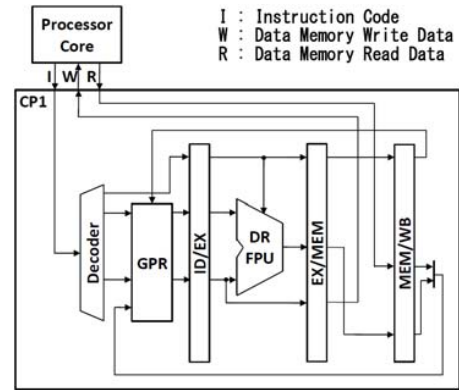 Processor
Core
I : Instruction Code
W : Data Memory Write Data
R : Data Memory Read Data
I W R
CP1
Decoder
GPR
ID/EX
DR
FPU
EX/MEM
MEM/WB